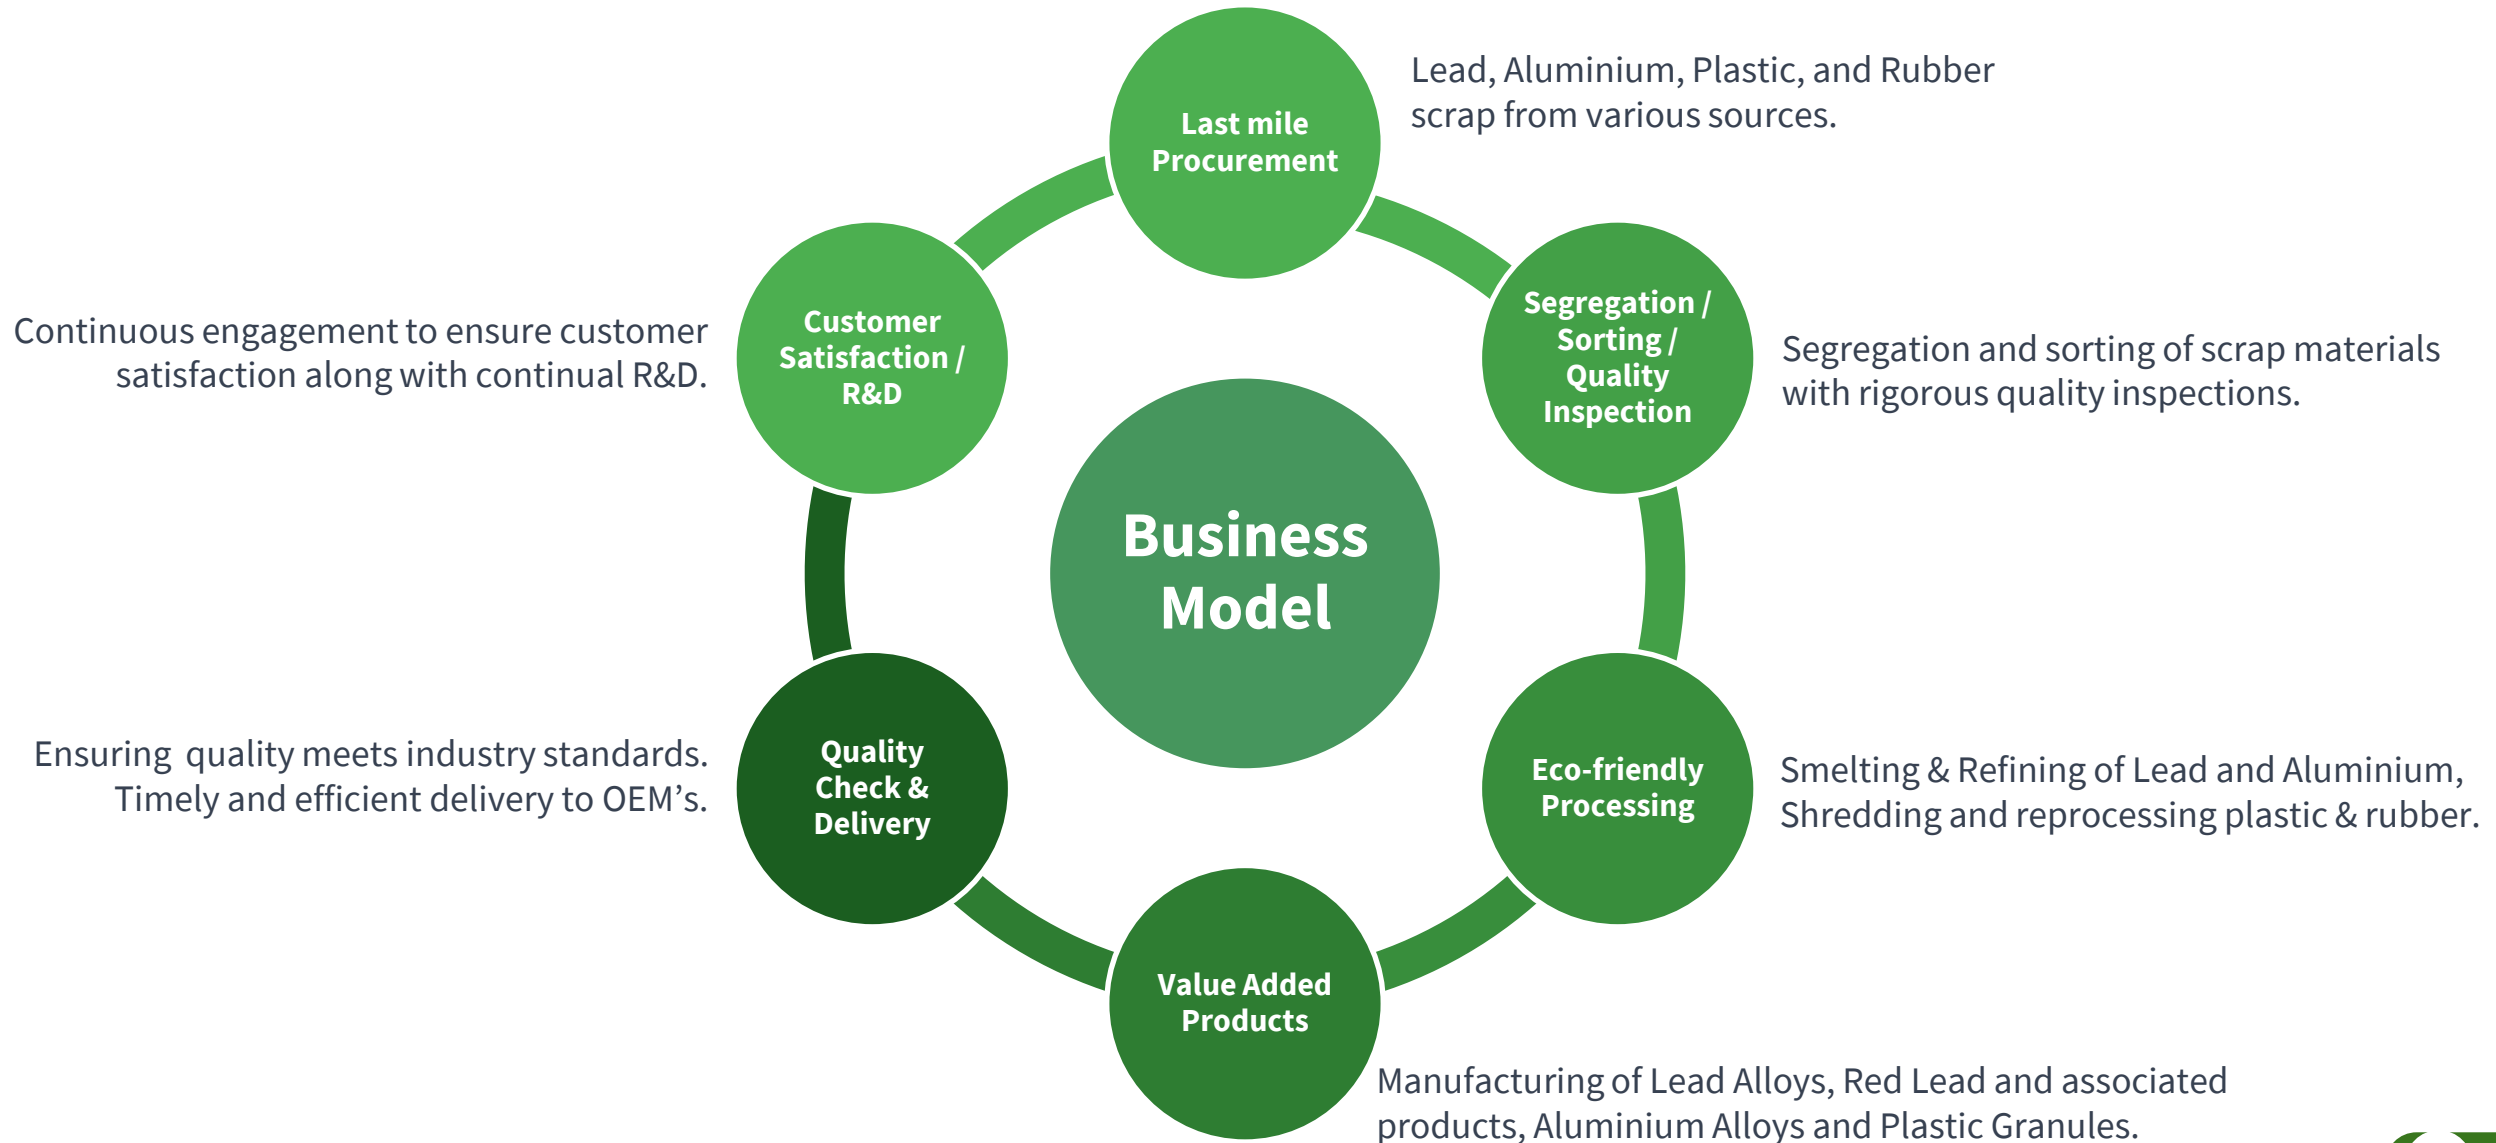 Last mile
Procurement
Lead, Aluminium, Plastic, and Rubber
scrap from various sources.
Segregation /
Sorting /
Quality
Inspection
Segregation and sorting of scrap materials
with rigorous quality inspections.
Eco-friendly
Processing
Smelting & Refining of Lead and Aluminium,
Shredding and reprocessing plastic & rubber.
Value Added
Products
Manufacturing of Lead Alloys, Red Lead and associated
products, Aluminium Alloys and Plastic Granules.
Quality
Check &
Delivery
Ensuring  quality meets industry standards.
Timely and efficient delivery to OEM’s.
Customer
Satisfaction /
R&D
Continuous engagement to ensure customer
satisfaction along with continual R&D.
Business
Model